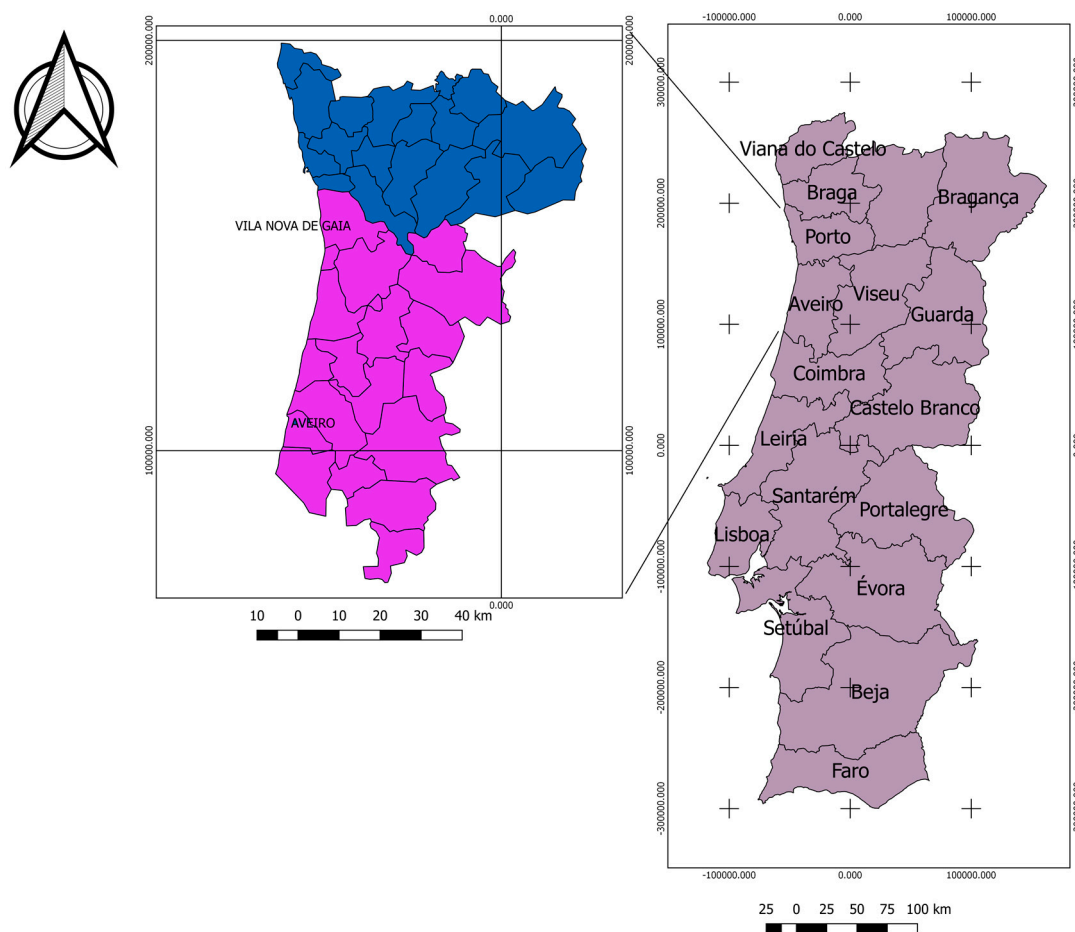 0.000
200000.000
200000.000
VILA NOVA DE GAIA
AVEIRO
100000.000
100000.000
0.000
10 0 10 20 30 40 km
-100000.000 0.000 100000.000
300000.000
200000.000
100000.000
0.000
-100000.000
-200000.000
-300000.000
Viana do Castelo
Braga
Bragança
Porto
Aveiro
Viseu
Guarda
Coimbra
Castelo Branco
Leiria
Santarém
Portalegre
Lisboa
Évora
Setúbal
Beja
Faro
-100000.000 0.000 100000.000
25 0 25 50 75 100 km